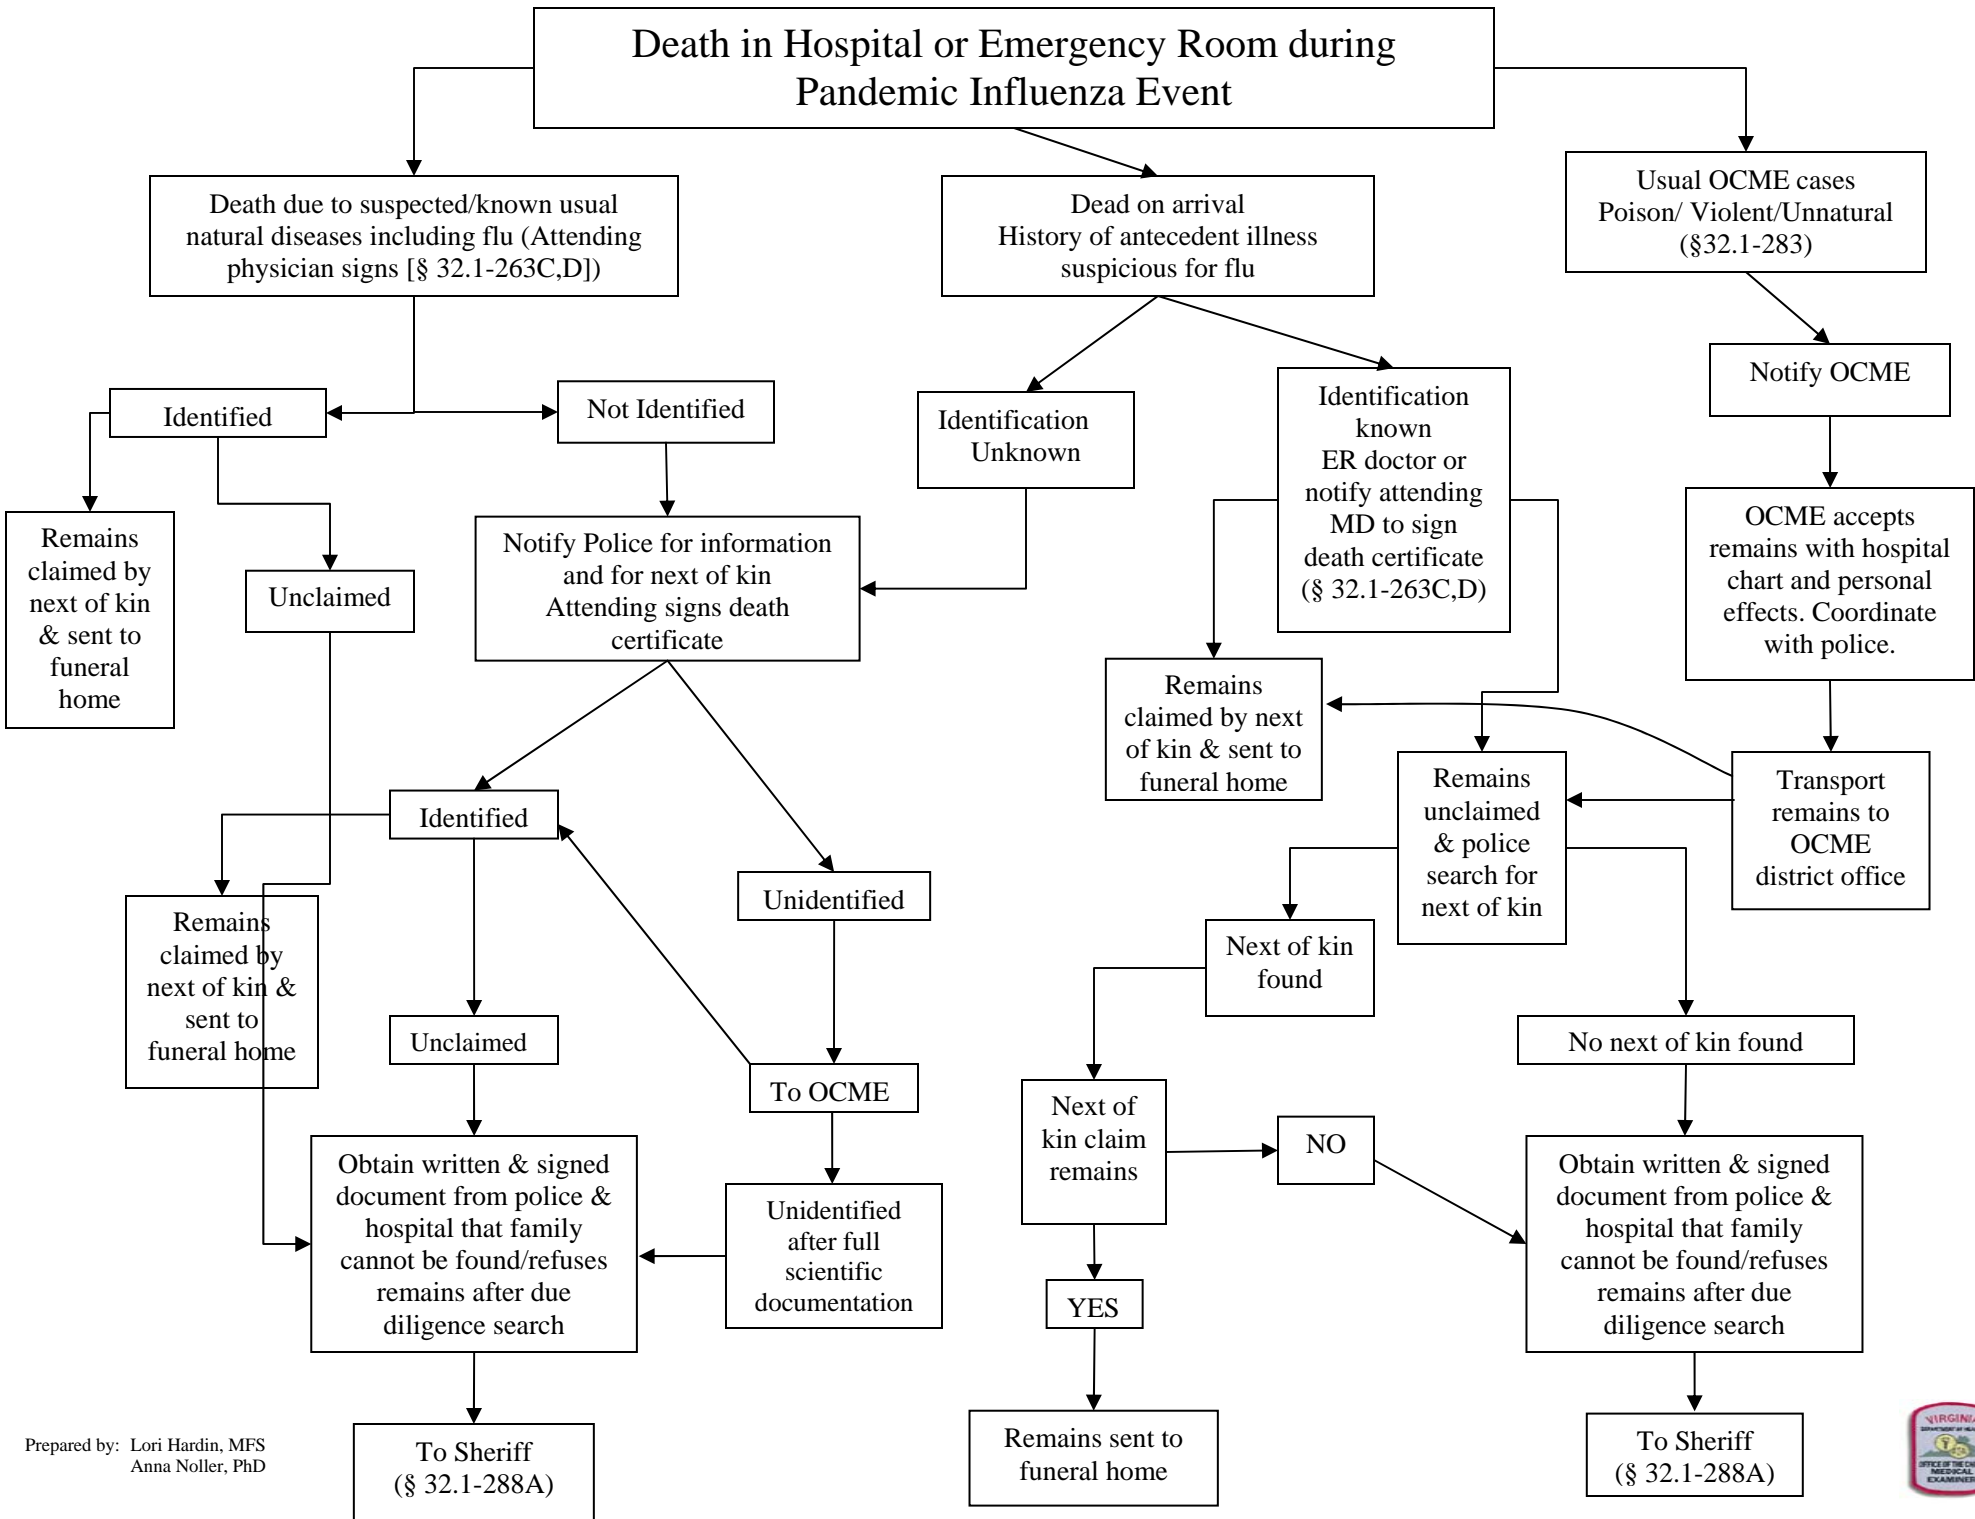 Death in Hospital or Emergency Room during
Pandemic Influenza Event
Death due to suspected/known usual
natural diseases including flu (Attending
physician signs [§ 32.1-263C,D])
Dead on arrival
History of antecedent illness
suspicious for flu
Usual OCME cases
Poison/ Violent/Unnatural
(§32.1-283)
Notify OCME
Identified
Not Identified
Identification
Unknown
Identification
known
ER doctor or
notify attending
MD to sign
death certificate
(§ 32.1-263C,D)
OCME accepts
remains with hospital
chart and personal
effects. Coordinate
with police.
Remains
claimed by
next of kin
& sent to
funeral
home
Unclaimed
Notify Police for information
and for next of kin
Attending signs death
certificate
Remains
claimed by next
of kin & sent to
funeral home
Remains
unclaimed
& police
search for
next of kin
Transport
remains to
OCME
district office
Identified
Unidentified
Remains
claimed by
next of kin &
sent to
funeral home
Next of kin
found
Unclaimed
No next of kin found
To OCME
Next of
kin claim
remains
NO
Obtain written & signed
document from police &
hospital that family
cannot be found/refuses
remains after due
diligence search
Unidentified
after full
scientific
documentation
Obtain written & signed
document from police &
hospital that family
cannot be found/refuses
remains after due
diligence search
YES
Remains sent to
funeral home
To Sheriff
(§ 32.1-288A)
To Sheriff
(§ 32.1-288A)
Prepared by: Lori Hardin, MFS
Anna Noller, PhD
VIRGINIA
MEDICAL
EXAMINER